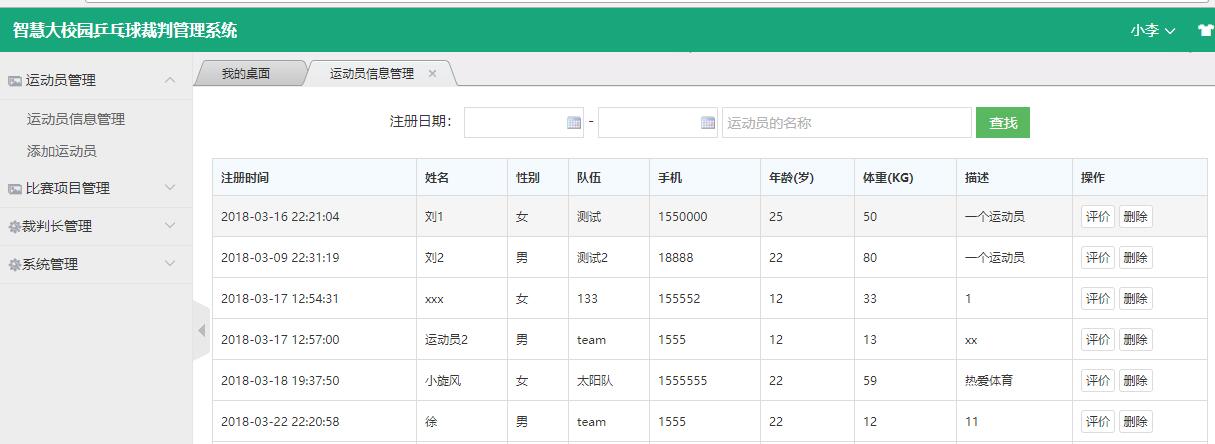 智慧大校园乒乓球裁判管理系统 小李
运动员管理 我的桌面 运动员信息管理
运动员信息管理
添加运动员
比赛项目管理
裁判长管理
系统管理
注册日期： - 运动员的名称 查找
注册时间 姓名 性别 队伍 手机 年龄(岁) 体重(KG) 描述 操作
2018-03-16 22:21:04 刘1 女 测试 1550000 25 50 一个运动员 评价 删除
2018-03-09 22:31:19 刘2 男 测试2 18888 22 80 一个运动员 评价 删除
2018-03-17 12:54:31 xxx 女 133 155552 12 33 1 评价 删除
2018-03-17 12:57:00 运动员2 男 team 1555 12 13 xx 评价 删除
2018-03-18 19:37:50 小旋风 女 太阳队 1555555 22 59 热爱体育 评价 删除
2018-03-22 22:20:58 徐 男 team 1555 22 12 11 评价 删除